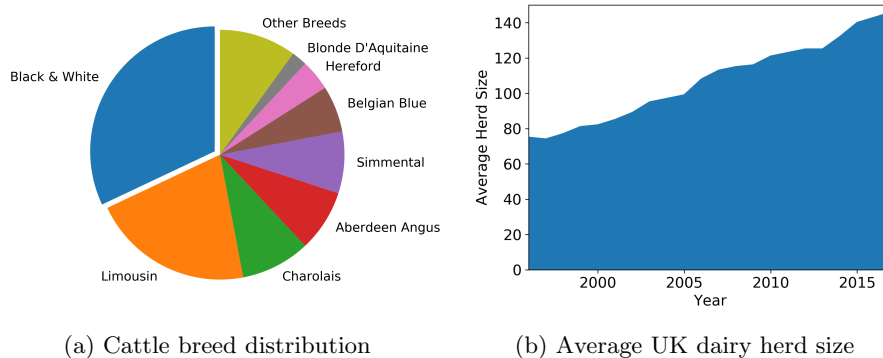 Other Breeds
Blonde D'Aquitaine
Hereford
Black & White
Belgian Blue
Simmental
Aberdeen Angus
Limousin
Charolais
(a) Cattle breed distribution
Average Herd Size
140
120
100
80
60
40
20
0
2000 2005 2010 2015
Year
(b) Average UK dairy herd size